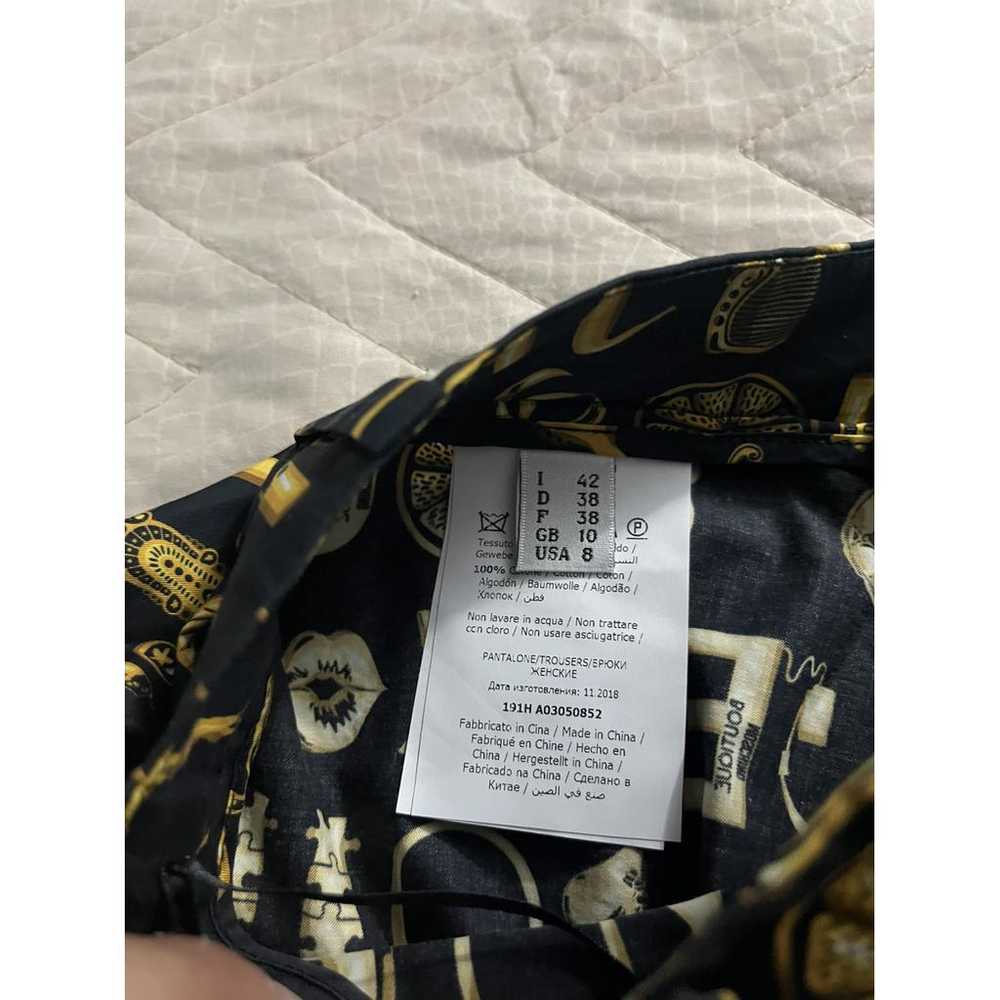 I 42
D 38
F 38
GB 10
USA 8
P
Tessuto
Gewebe
100% Cotone / Cotton / Coton /
Algodón / Baumwolle / Algodão /
Хлопок / قطن
Non lavare in acqua / Non trattare
con cloro / Non usare asciugatrice /
PANTALONE/TROUSERS/БРЮКИ
ЖЕНСКИЕ
Дата изготовления: 11.2018
191H A03050852
Fabbricato in Cina / Made in China /
Fabriqué en Chine / Hecho en
China / Hergestellt in China /
Fabricado na China / Сделано в
Китае / صنع في الصين
BOUTIQUE
MOSCHINO